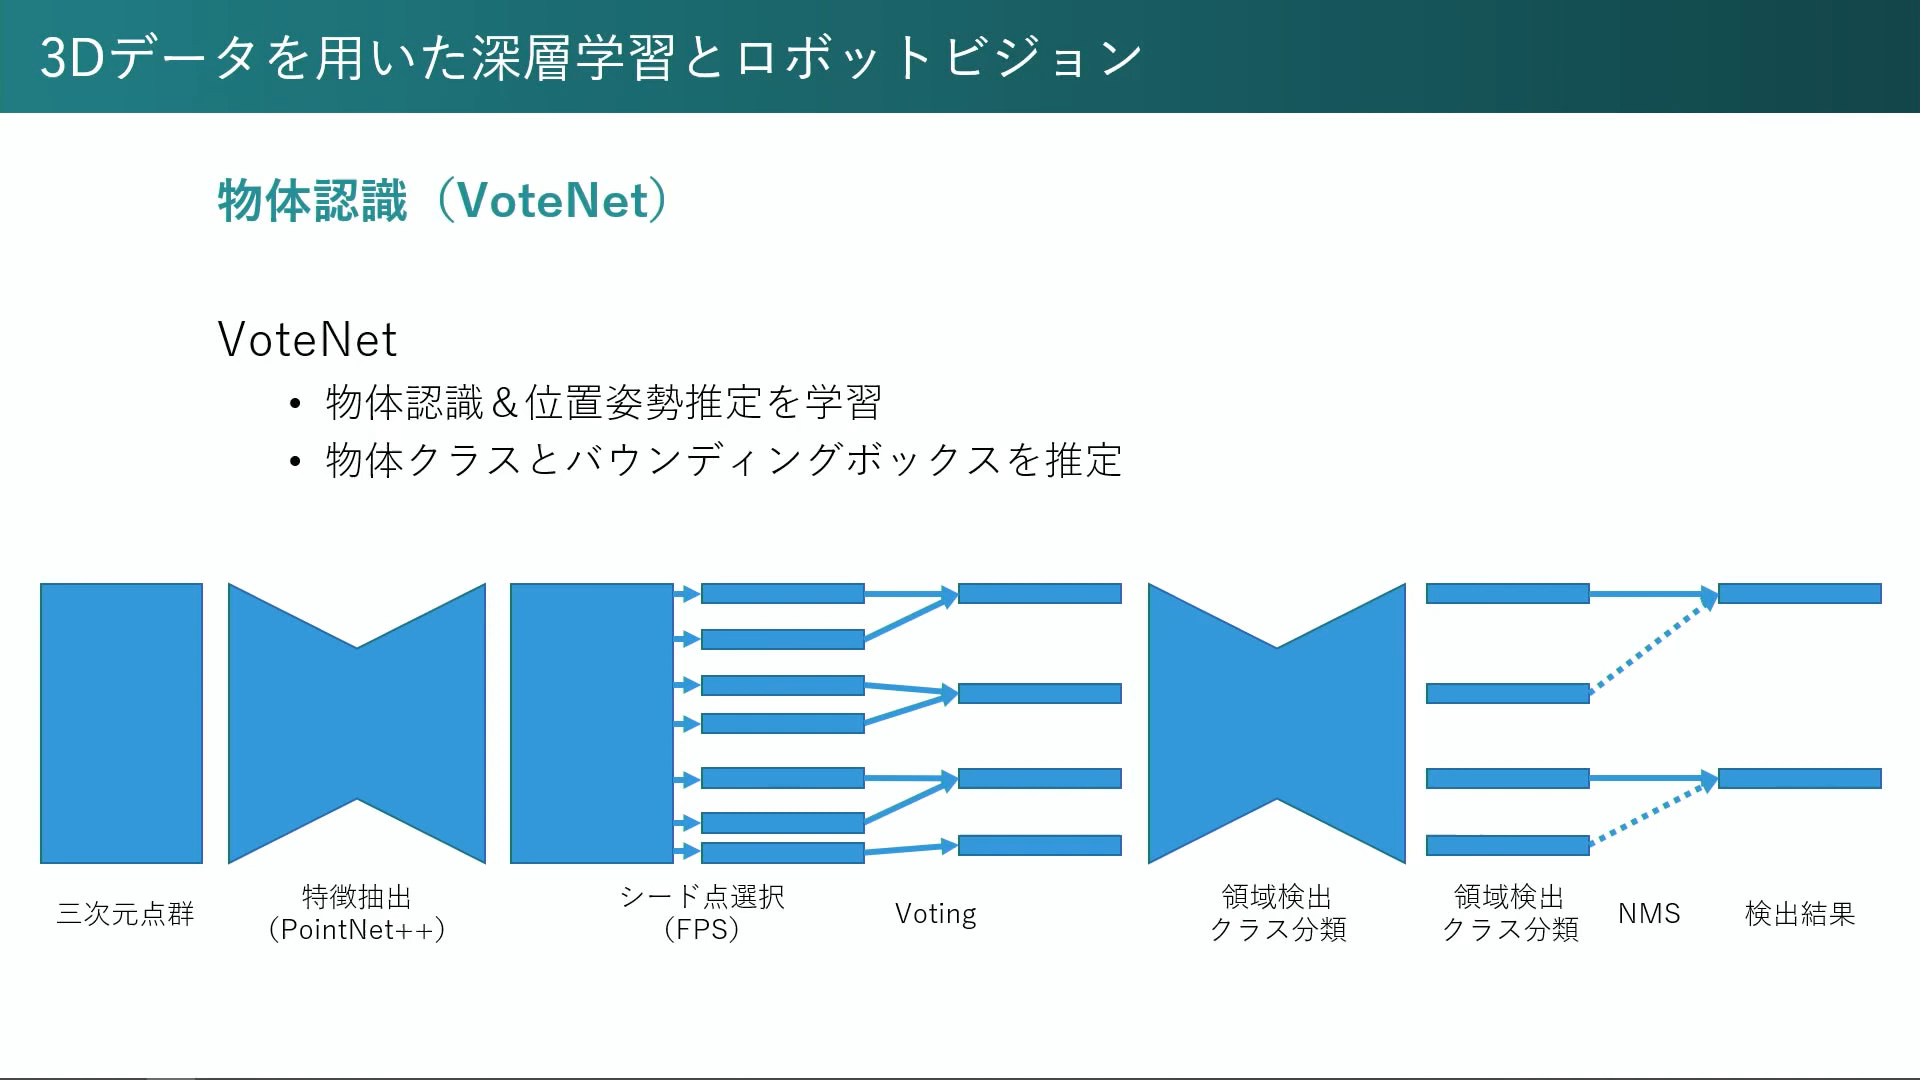 3Dデータを用いた深層学習とロボットビジョン
物体認識（VoteNet）
VoteNet
• 物体認識＆位置姿勢推定を学習
• 物体クラスとバウンディングボックスを推定
三次元点群
特徴抽出
（PointNet++）
シード点選択
（FPS）
Voting
領域検出
クラス分類
領域検出
クラス分類
NMS
検出結果